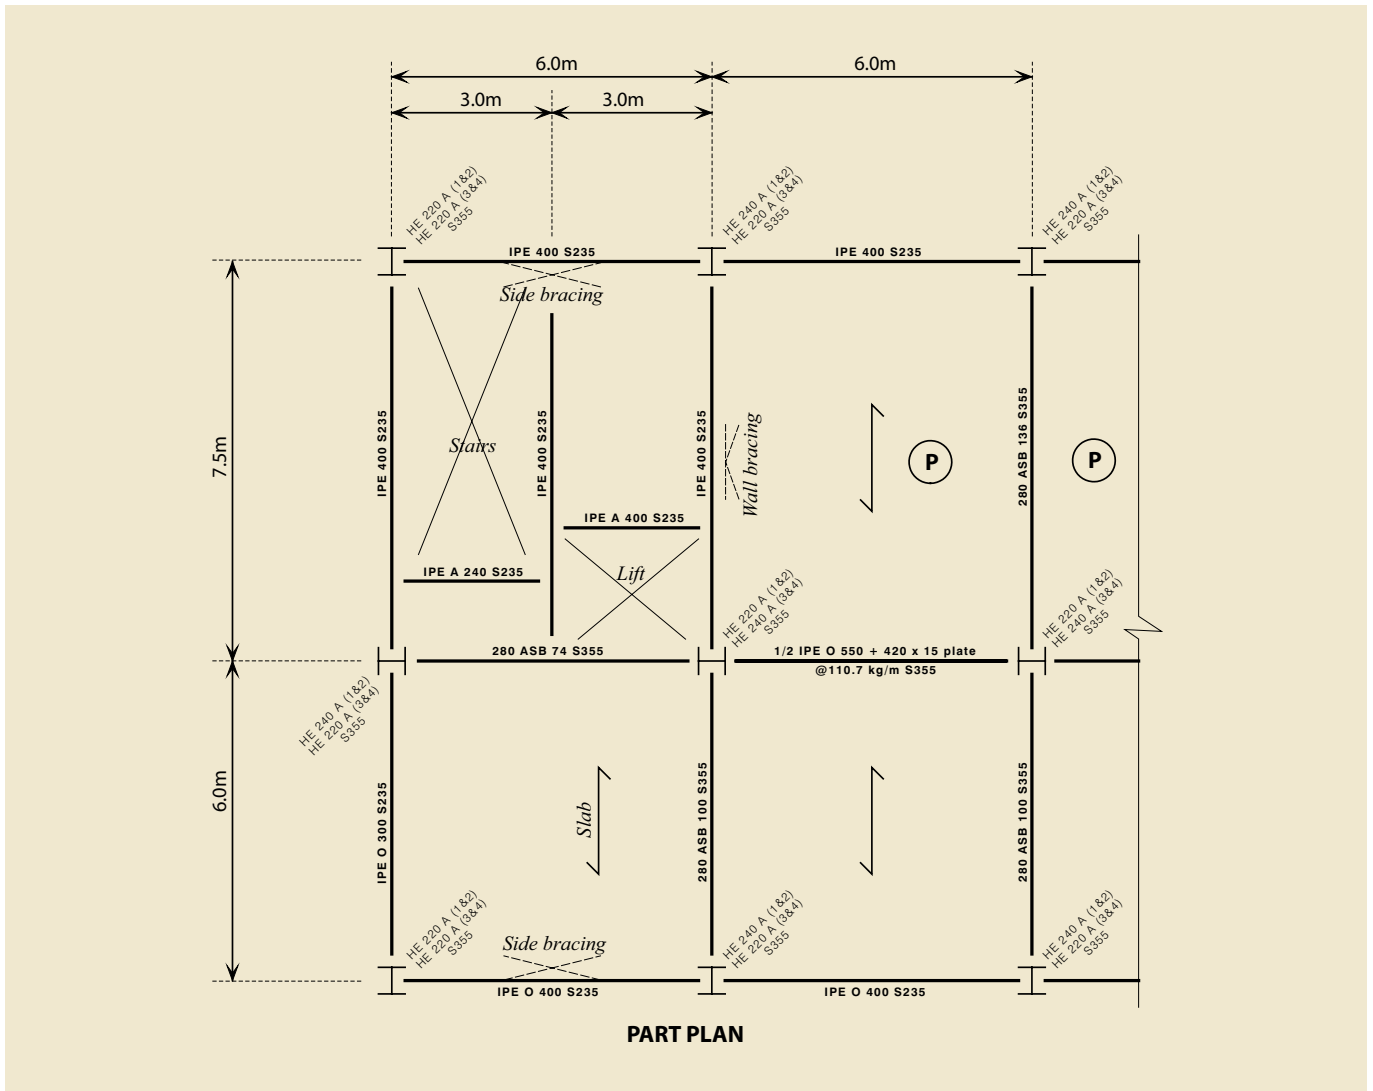 6.0m
6.0m
3.0m
3.0m
HE 220 A (1&2)
HE 220 A (3&4)
S355
HE 240 A (1&2)
HE 220 A (3&4)
S355
HE 240 A (1&2)
HE 220 A (3&4)
S355
IPE 400 S235
IPE 400 S235
Side bracing
7.5m
IPE 400 S235
Stairs
IPE 400 S235
IPE 400 S235
Wall bracing
P
280 ASB 136 S355
P
IPE A 400 S235
IPE A 240 S235
Lift
HE 220 A (1&2)
HE 240 A (3&4)
S355
HE 220 A (1&2)
HE 240 A (3&4)
S355
280 ASB 74 S355
1/2 IPE O 550 + 420 x 15 plate
@110.7 kg/m S355
HE 240 A (1&2)
HE 220 A (3&4)
S355
6.0m
IPE O 300 S235
Slab
280 ASB 100 S355
280 ASB 100 S355
HE 220 A (1&2)
HE 220 A (3&4)
S355
HE 240 A (1&2)
HE 220 A (3&4)
S355
HE 240 A (1&2)
HE 220 A (3&4)
S355
Side bracing
IPE O 400 S235
IPE O 400 S235
PART PLAN